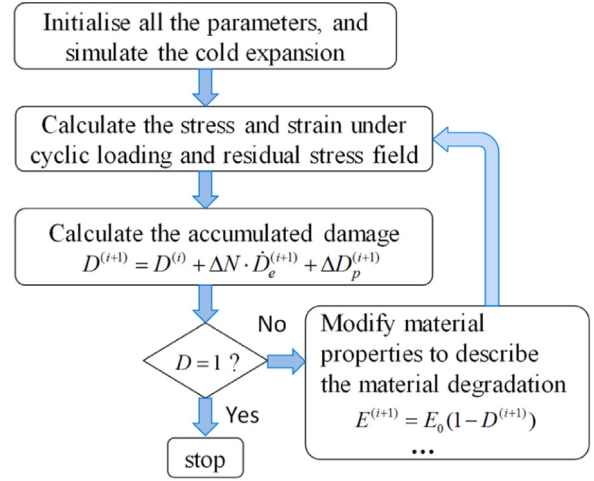 Initialise all the parameters, and
simulate the cold expansion
Calculate the stress and strain under
cyclic loading and residual stress field
Calculate the accumulated damage
D^{(i+1)} = D^{(i)} + ΔN · Ḋ_e^{(i+1)} + ΔD_p^{(i+1)}
D = 1 ?
No
Modify material
properties to describe
the material degradation
E^{(i+1)} = E_0(1 − D^{(i+1)})
...
Yes
stop